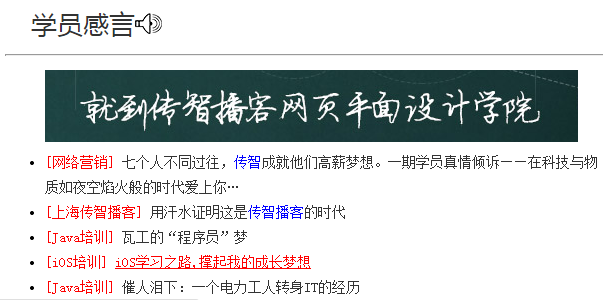 学员感言
就到传智播客网页平面设计学院
[网络营销] 七个人不同过往，传智成就他们高薪梦想。一期学员真情倾诉——在科技与物
质如夜空焰火般的时代爱上你…
[上海传智播客] 用汗水证明这是传智播客的时代
[Java培训] 瓦工的“程序员”梦
[iOS培训] iOS学习之路,撑起我的成长梦想
[Java培训] 催人泪下：一个电力工人转身IT的经历